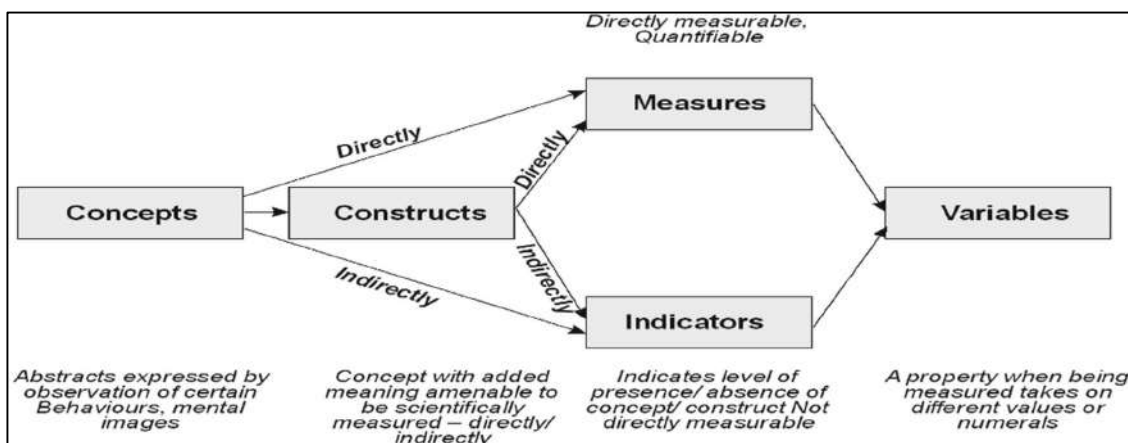 Directly measurable,
Quantifiable
Measures
Directly
Directly
Concepts
Constructs
Variables
Indirectly
Indirectly
Indicators
Abstracts expressed by
observation of certain
Behaviours, mental
images
Concept with added
meaning amenable to
be scientifically
measured – directly/
indirectly
Indicates level of
presence/ absence of
concept/ construct Not
directly measurable
A property when being
measured takes on
different values or
numerals